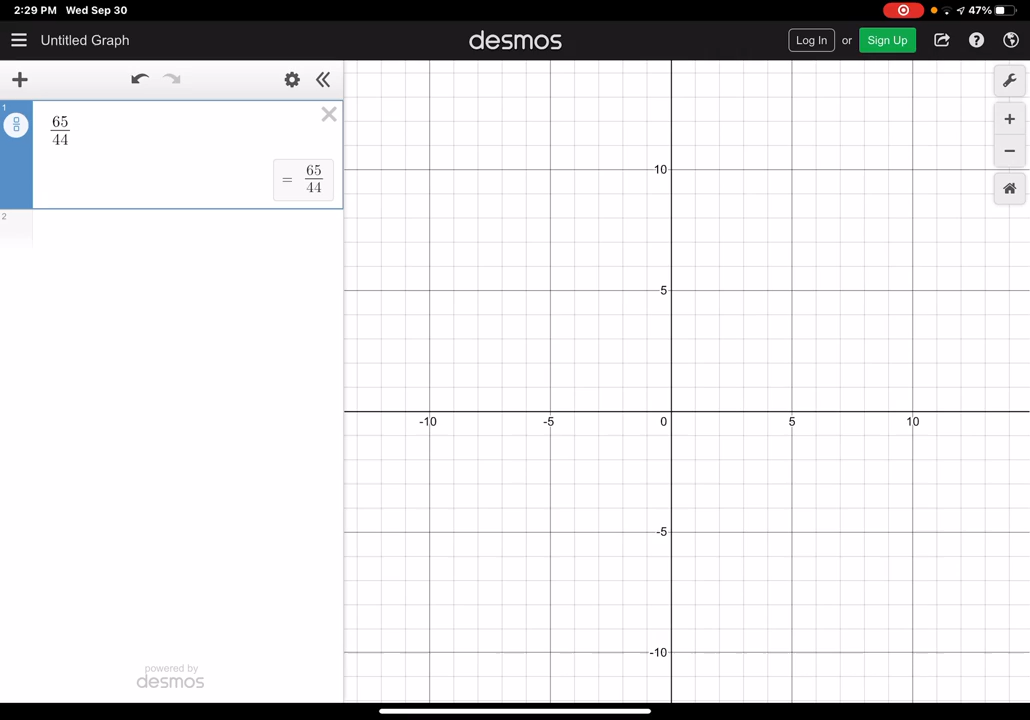 2:29 PM Wed Sep 30 47%
Untitled Graph desmos Log In or Sign Up
1
65
44
= 65
44
2
10
5
-10 -5 0 5 10
-5
-10
powered by
desmos